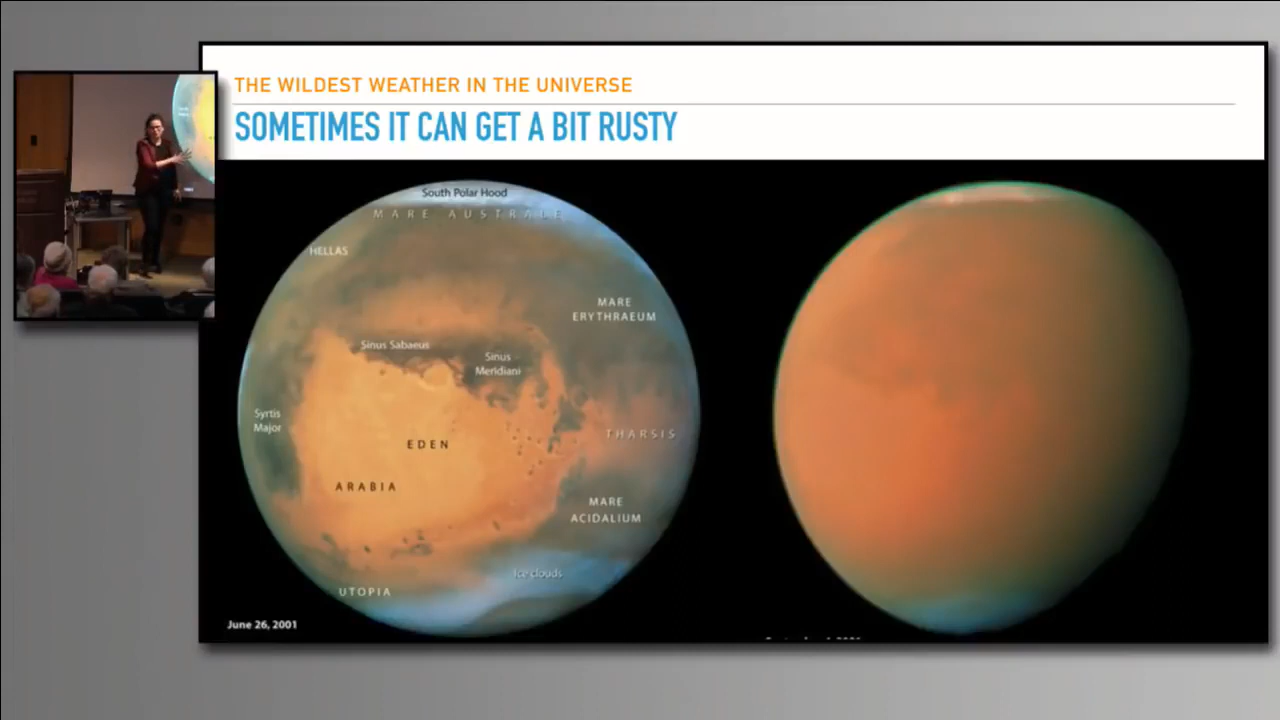 THE WILDEST WEATHER IN THE UNIVERSE
SOMETIMES IT CAN GET A BIT RUSTY
South Polar Hood
MARE AUSTRALE
HELLAS
MARE
ERYTHRAEUM
Sinus Sabaeus
Sinus
Meridiani
Syrtis
Major
THARSIS
EDEN
ARABIA
MARE
ACIDALIUM
Ice clouds
UTOPIA
June 26, 2001